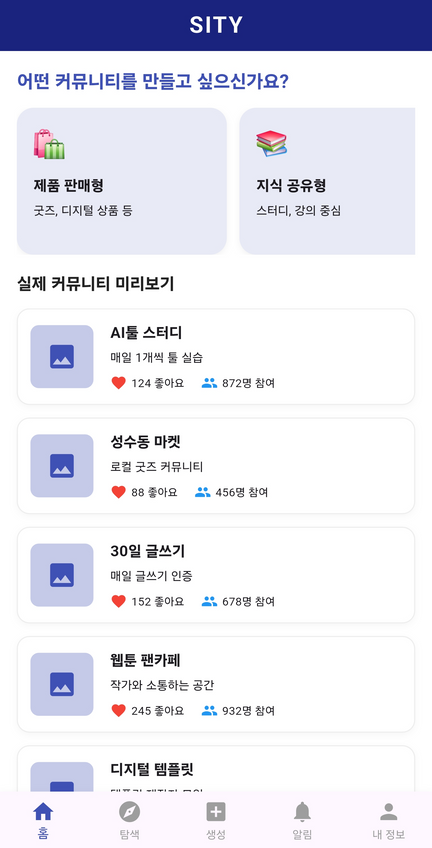 SITY
어떤 커뮤니티를 만들고 싶으신가요?
제품 판매형
굿즈, 디지털 상품 등
지식 공유형
스터디, 강의 중심
실제 커뮤니티 미리보기
AI툴 스터디
매일 1개씩 툴 실습
124 좋아요 872명 참여
성수동 마켓
로컬 굿즈 커뮤니티
88 좋아요 456명 참여
30일 글쓰기
매일 글쓰기 인증
152 좋아요 678명 참여
웹툰 팬카페
작가와 소통하는 공간
245 좋아요 932명 참여
디지털 템플릿
홈 탐색 생성 알림 내 정보